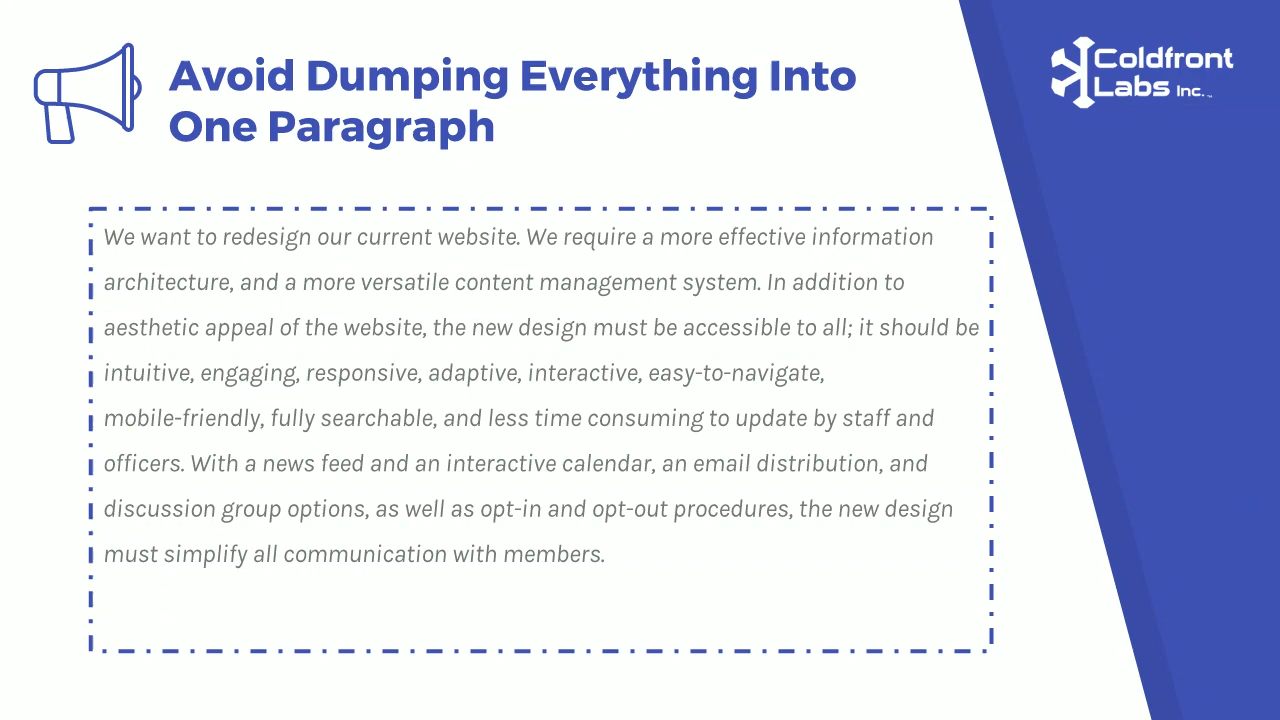 Avoid Dumping Everything Into
One Paragraph
Coldfront
Labs Inc.™
We want to redesign our current website. We require a more effective information
architecture, and a more versatile content management system. In addition to
aesthetic appeal of the website, the new design must be accessible to all; it should be
intuitive, engaging, responsive, adaptive, interactive, easy-to-navigate,
mobile-friendly, fully searchable, and less time consuming to update by staff and
officers. With a news feed and an interactive calendar, an email distribution, and
discussion group options, as well as opt-in and opt-out procedures, the new design
must simplify all communication with members.